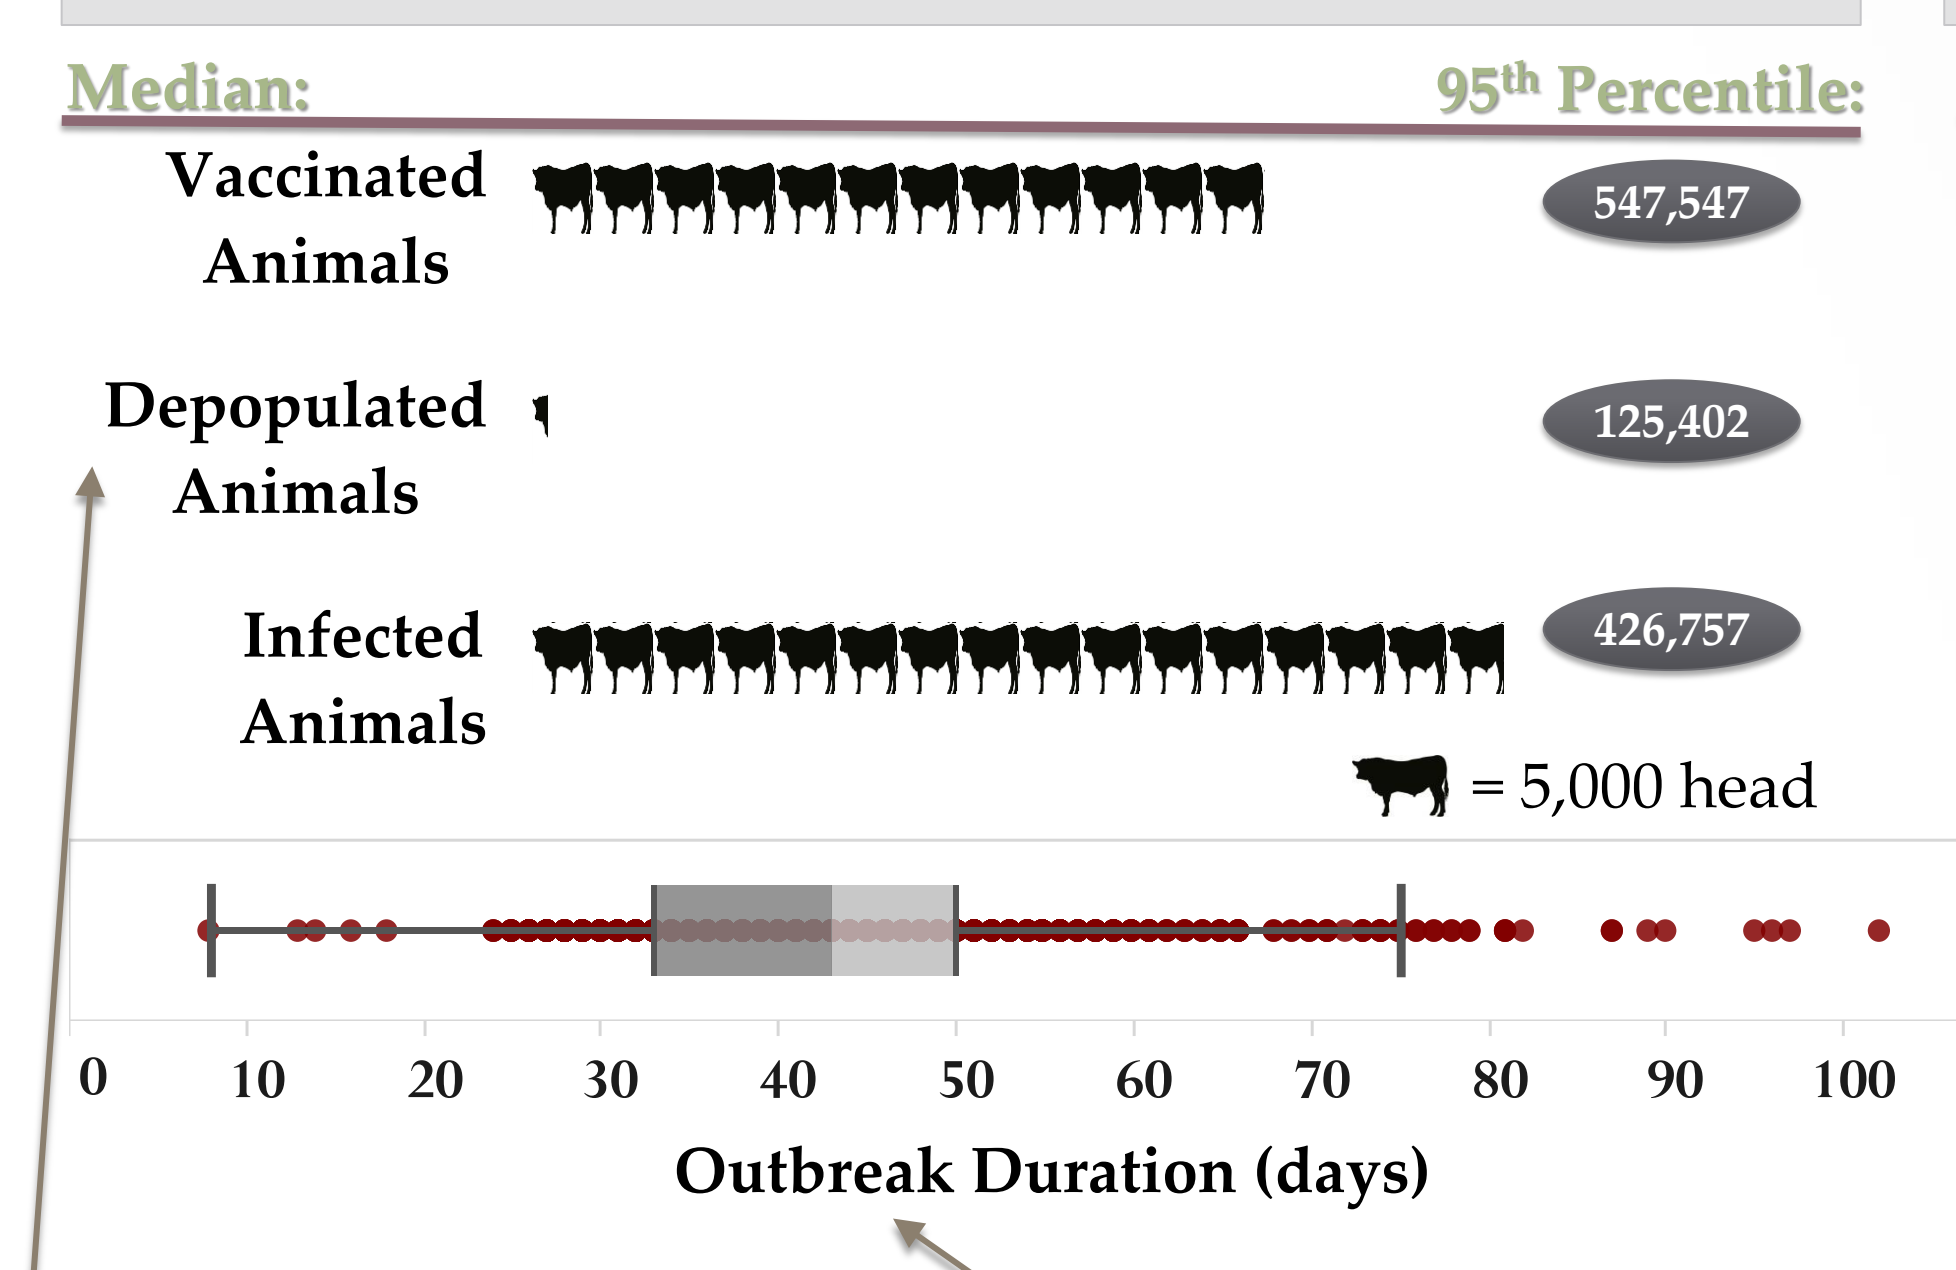 Median:
95th Percentile:
Vaccinated
Animals
547,547
Depopulated
Animals
125,402
Infected
Animals
426,757
= 5,000 head
0 10 20 30 40 50 60 70 80 90 100
Outbreak Duration (days)